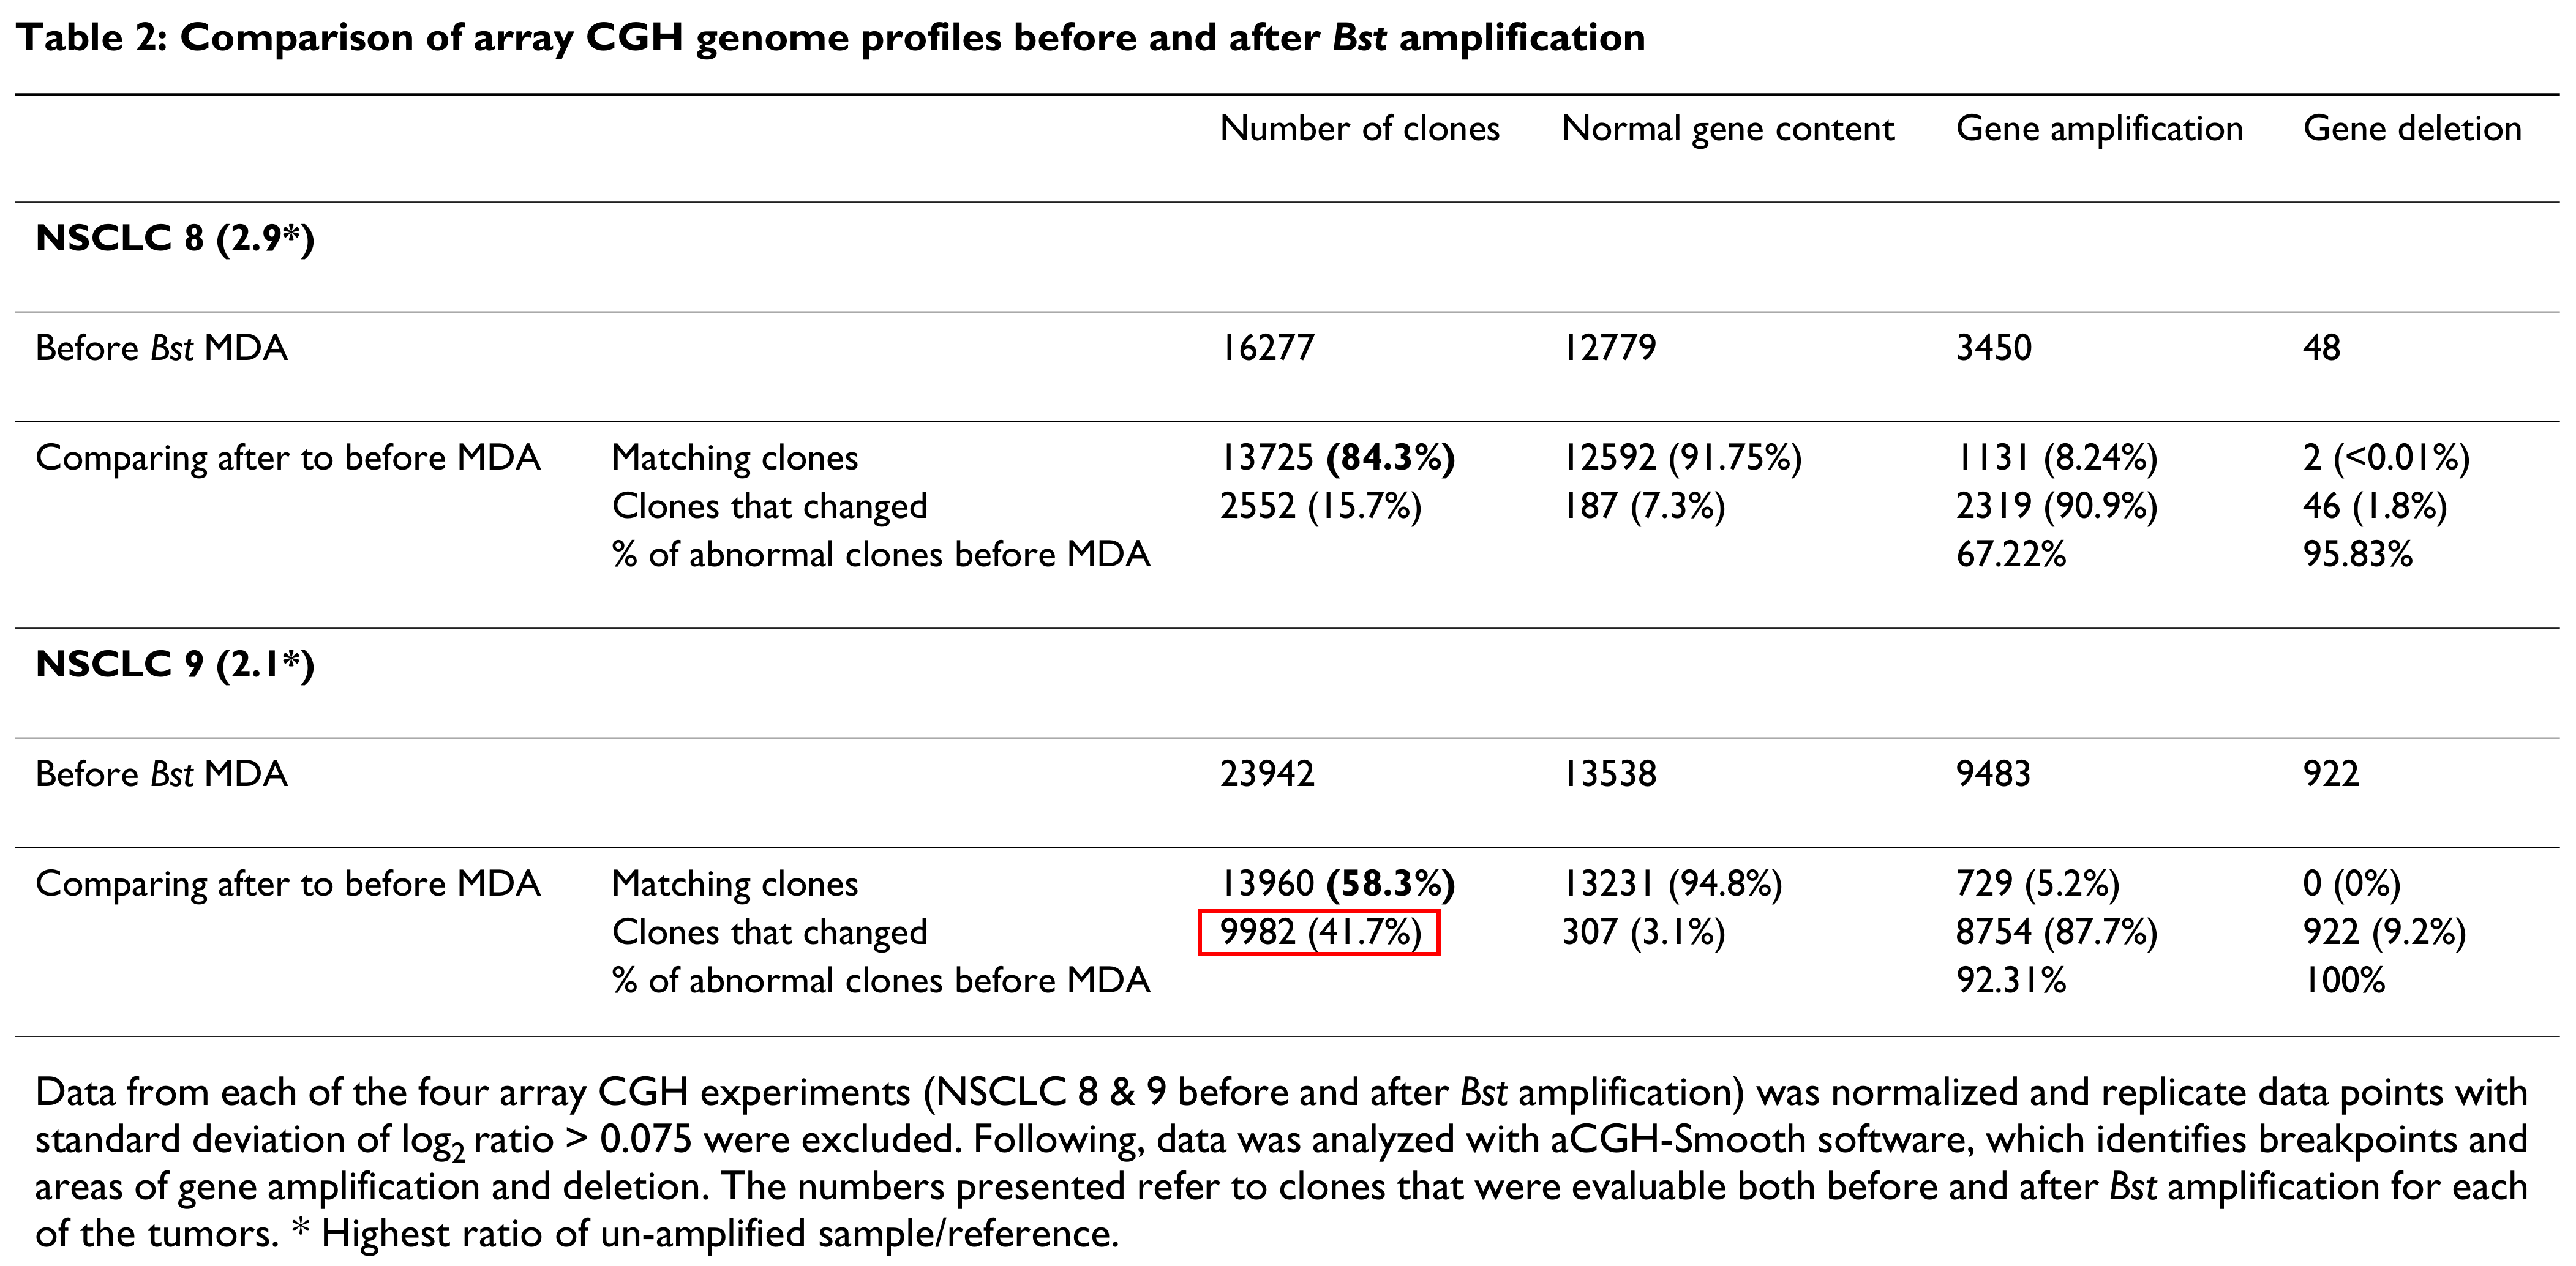 Table 2: Comparison of array CGH genome profiles before and after Bst amplification
Number of clones Normal gene content Gene amplification Gene deletion
NSCLC 8 (2.9*)
Before Bst MDA 16277 12779 3450 48
Comparing after to before MDA Matching clones 13725 (84.3%) 12592 (91.75%) 1131 (8.24%) 2 (<0.01%)
Clones that changed 2552 (15.7%) 187 (7.3%) 2319 (90.9%) 46 (1.8%)
% of abnormal clones before MDA 67.22% 95.83%
NSCLC 9 (2.1*)
Before Bst MDA 23942 13538 9483 922
Comparing after to before MDA Matching clones 13960 (58.3%) 13231 (94.8%) 729 (5.2%) 0 (0%)
Clones that changed 9982 (41.7%) 307 (3.1%) 8754 (87.7%) 922 (9.2%)
% of abnormal clones before MDA 92.31% 100%
Data from each of the four array CGH experiments (NSCLC 8 & 9 before and after Bst amplification) was normalized and replicate data points with
standard deviation of log2 ratio > 0.075 were excluded. Following, data was analyzed with aCGH-Smooth software, which identifies breakpoints and
areas of gene amplification and deletion. The numbers presented refer to clones that were evaluable both before and after Bst amplification for each
of the tumors. * Highest ratio of un-amplified sample/reference.